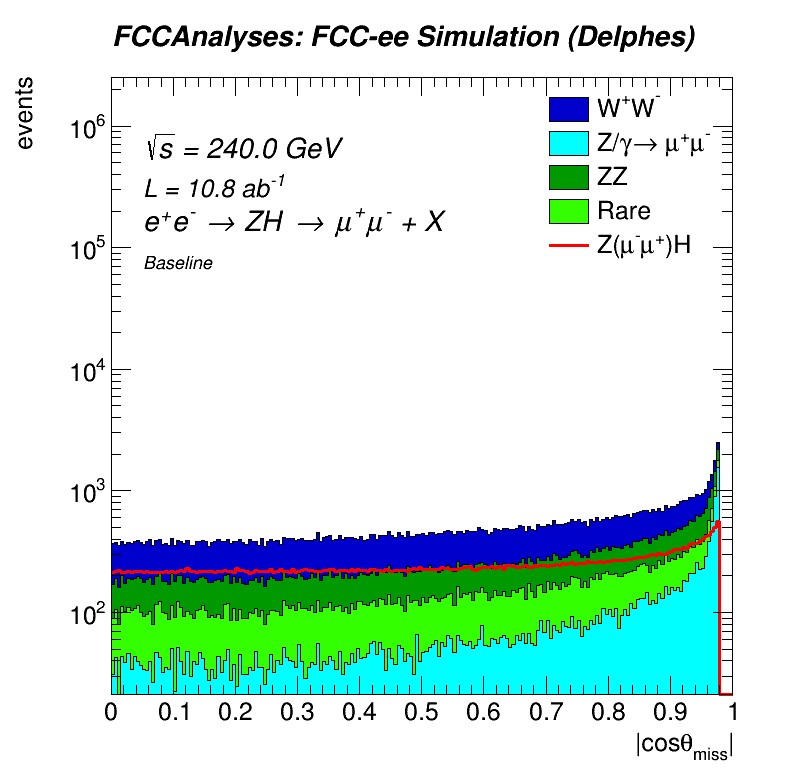 FCCAnalyses: FCC-ee Simulation (Delphes)
events
√s = 240.0 GeV
L = 10.8 ab⁻¹
e⁺e⁻ → ZH → μ⁺μ⁻ + X
Baseline
W⁺W⁻
Z/γ→ μ⁺μ⁻
ZZ
Rare
Z(μ⁻μ⁺)H
10⁶
10⁵
10⁴
10³
10²
0 0.1 0.2 0.3 0.4 0.5 0.6 0.7 0.8 0.9 1
|cosθmiss|